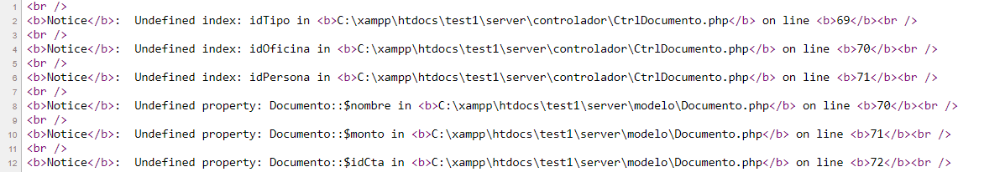 1 <br />
2 <b>Notice</b>:  Undefined index: idTipo in <b>C:\xampp\htdocs\test1\server\controlador\CtrlDocumento.php</b> on line <b>69</b><br />
3 <br />
4 <b>Notice</b>:  Undefined index: idOficina in <b>C:\xampp\htdocs\test1\server\controlador\CtrlDocumento.php</b> on line <b>70</b><br />
5 <br />
6 <b>Notice</b>:  Undefined index: idPersona in <b>C:\xampp\htdocs\test1\server\controlador\CtrlDocumento.php</b> on line <b>71</b><br />
7 <br />
8 <b>Notice</b>:  Undefined property: Documento::$nombre in <b>C:\xampp\htdocs\test1\server\modelo\Documento.php</b> on line <b>70</b><br />
9 <br />
10 <b>Notice</b>:  Undefined property: Documento::$monto in <b>C:\xampp\htdocs\test1\server\modelo\Documento.php</b> on line <b>71</b><br />
11 <br />
12 <b>Notice</b>:  Undefined property: Documento::$idCta in <b>C:\xampp\htdocs\test1\server\modelo\Documento.php</b> on line <b>72</b><br />